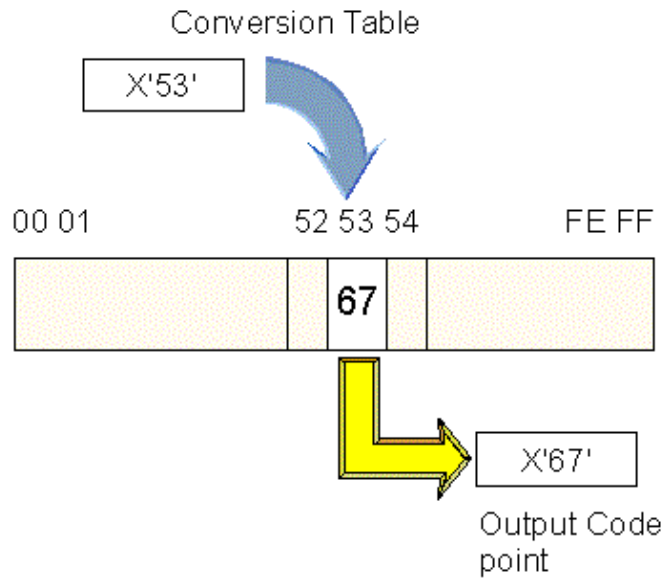 Conversion Table
X'53'
00 01 52 53 54 FE FF
67
X'67'
Output Code
point